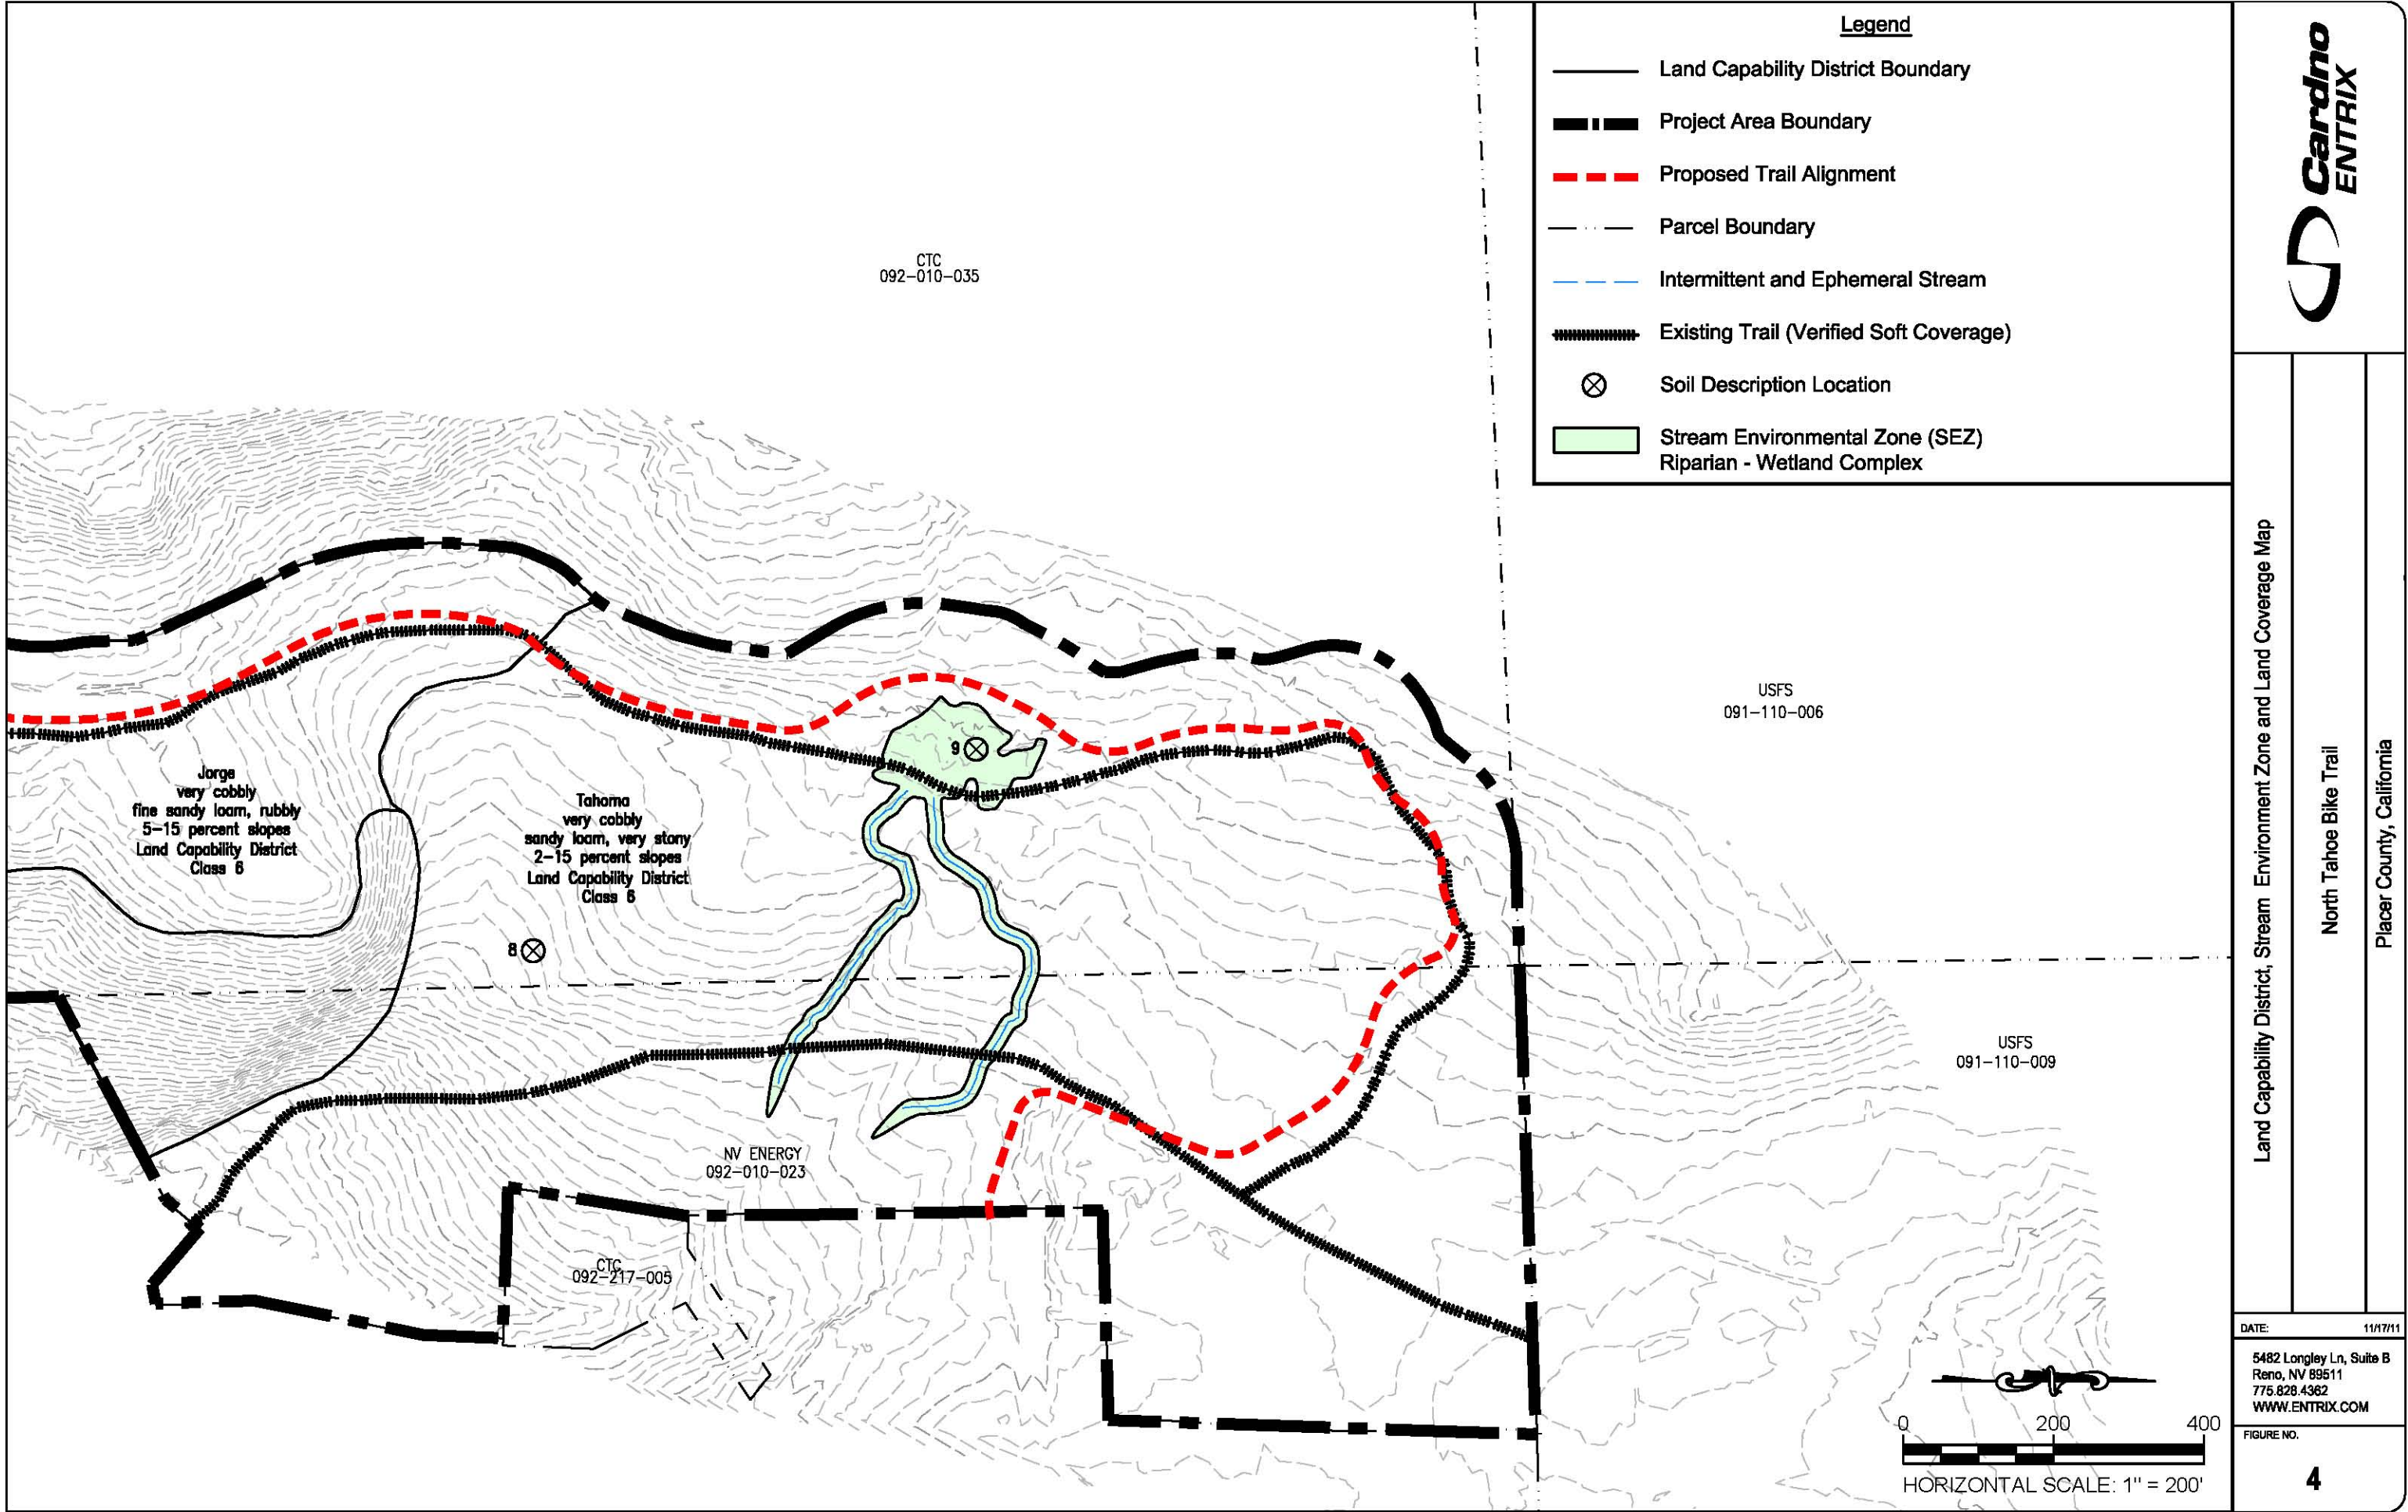 Legend
Land Capability District Boundary
Project Area Boundary
Proposed Trail Alignment
Parcel Boundary
Intermittent and Ephemeral Stream
Existing Trail (Verified Soft Coverage)
Soil Description Location
Stream Environmental Zone (SEZ)
Riparian - Wetland Complex
CTC
092-010-035
USFS
091-110-006
9
Jorge
very cobbly
fine sandy loam, rubbly
5-15 percent slopes
Land Capability District
Class 6
Tahoma
very cobbly
sandy loam, very stony
2-15 percent slopes
Land Capability District
Class 6
8
USFS
091-110-009
NV ENERGY
092-010-023
CTC
092-217-005
0 200 400
HORIZONTAL SCALE: 1" = 200'
Cardno
ENTRIX
Land Capability District, Stream Environment Zone and Land Coverage Map
North Tahoe Bike Trail
Placer County, California
DATE: 11/17/11
5482 Longley Ln, Suite B
Reno, NV 89511
775.828.4362
WWW.ENTRIX.COM
FIGURE NO.
4